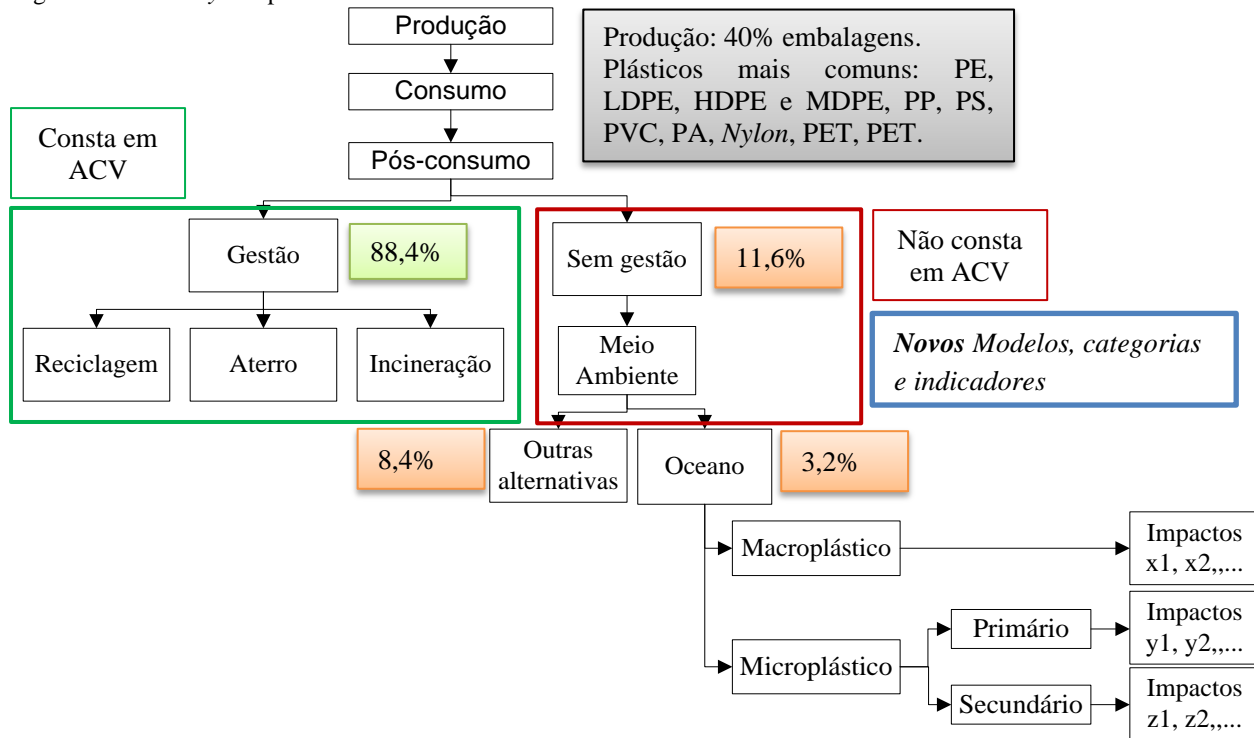 Produção
Produção: 40% embalagens.
Plásticos mais comuns: PE,
LDPE, HDPE e MDPE, PP, PS,
PVC, PA, Nylon, PET, PET.
Consumo
Pós-consumo
Consta em
ACV
Gestão
88,4%
Sem gestão
11,6%
Não consta
em ACV
Reciclagem
Aterro
Incineração
Meio
Ambiente
Novos Modelos, categorias
e indicadores
8,4%
Outras
alternativas
Oceano
3,2%
Macroplástico
Impactos
x1, x2,,...
Microplástico
Primário
Impactos
y1, y2,,...
Secundário
Impactos
z1, z2,,...